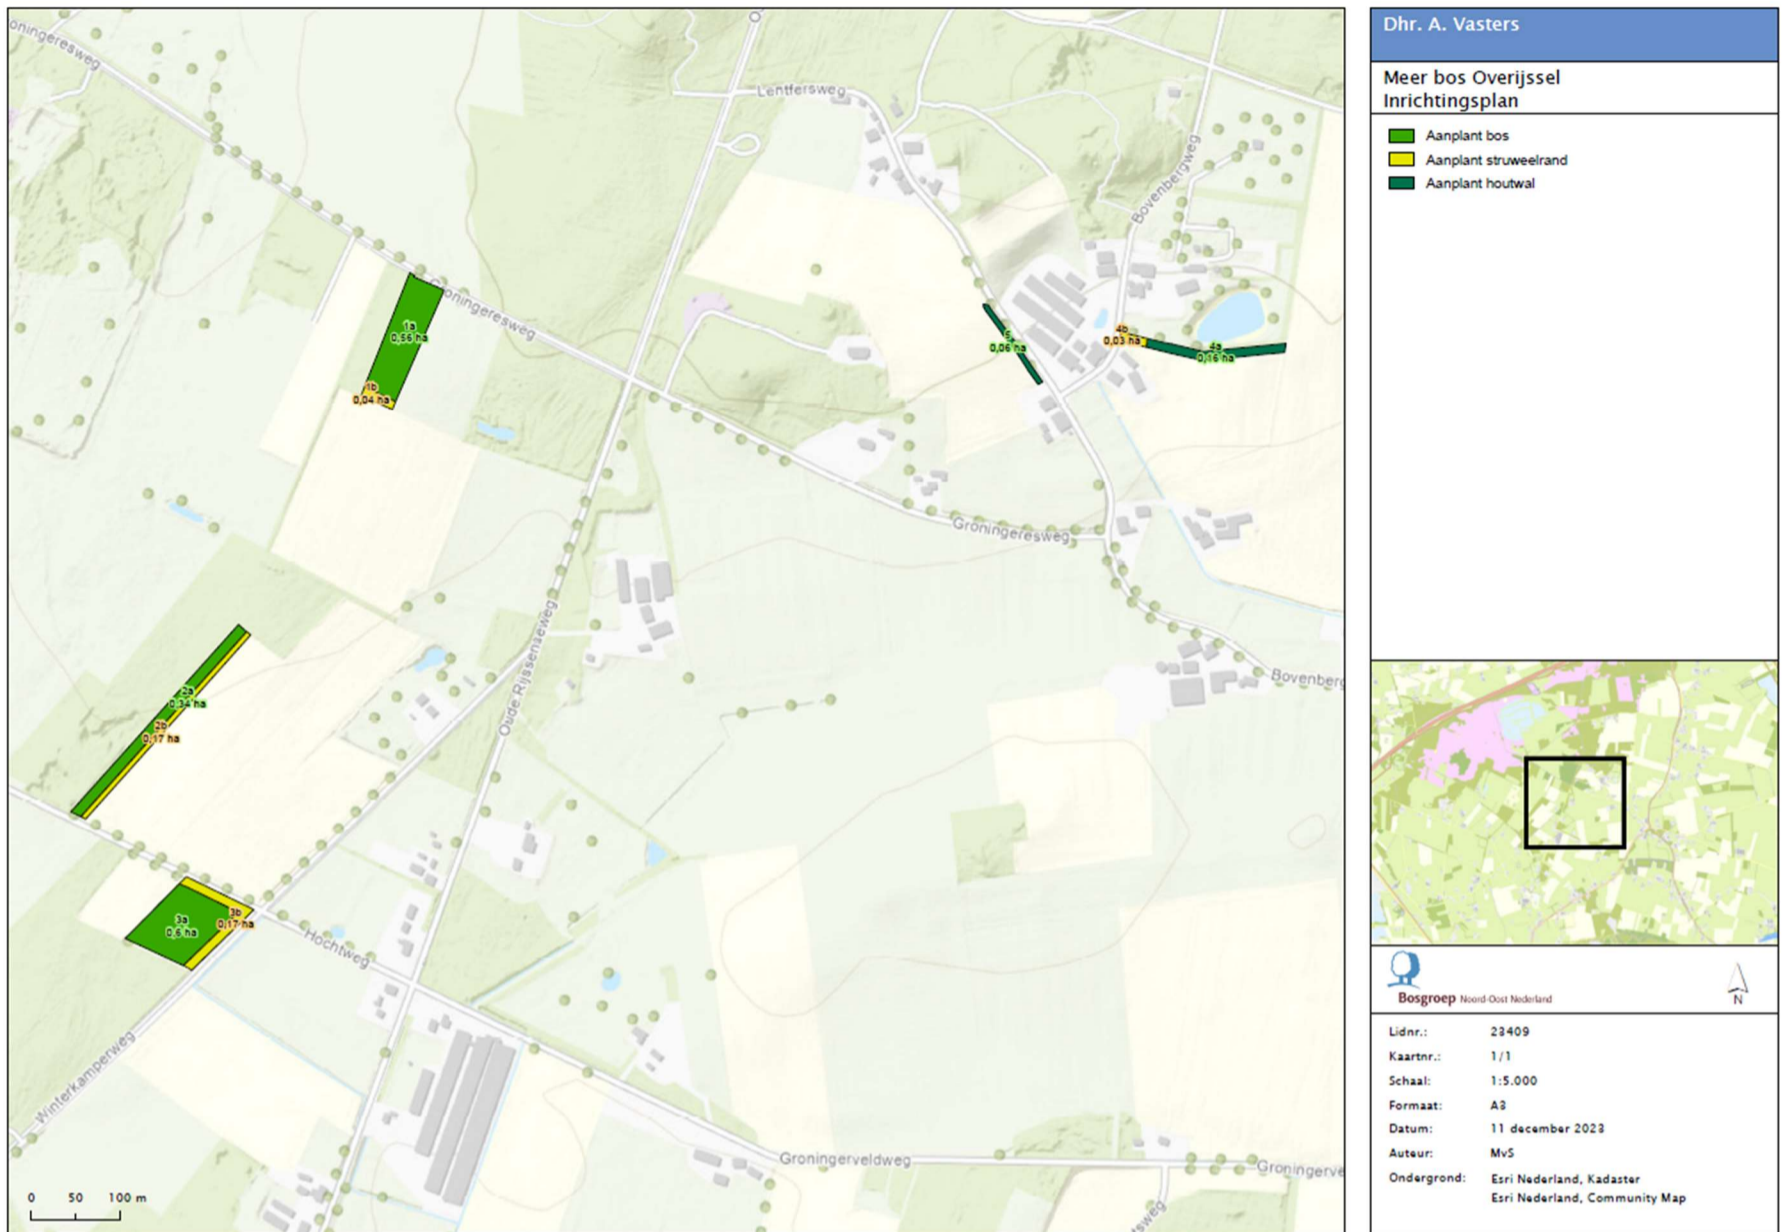 Groningeresweg
Lentfersweg
Bovenbergweg
1a
0,56 ha
Groningeresweg
1b
0,04 ha
5
0,06 ha
4b
0,03 ha
4a
0,16 ha
Groningeresweg
Oude Rijssenseweg
Bovenberg
2a
0,34 ha
2b
0,17 ha
3a
0,6 ha
3b
0,17 ha
Hochtweg
Winterkamperweg
Groningerveldweg
Groningerve
sweg
0 50 100 m
Dhr. A. Vasters
Meer bos Overijssel
Inrichtingsplan
Aanplant bos
Aanplant struweelrand
Aanplant houtwal
Bosgroep Noord-Oost Nederland
N
Lidnr.: 23409
Kaartnr.: 1/1
Schaal: 1:5.000
Formaat: A3
Datum: 11 december 2023
Auteur: MvS
Ondergrond: Esri Nederland, Kadaster
Esri Nederland, Community Map